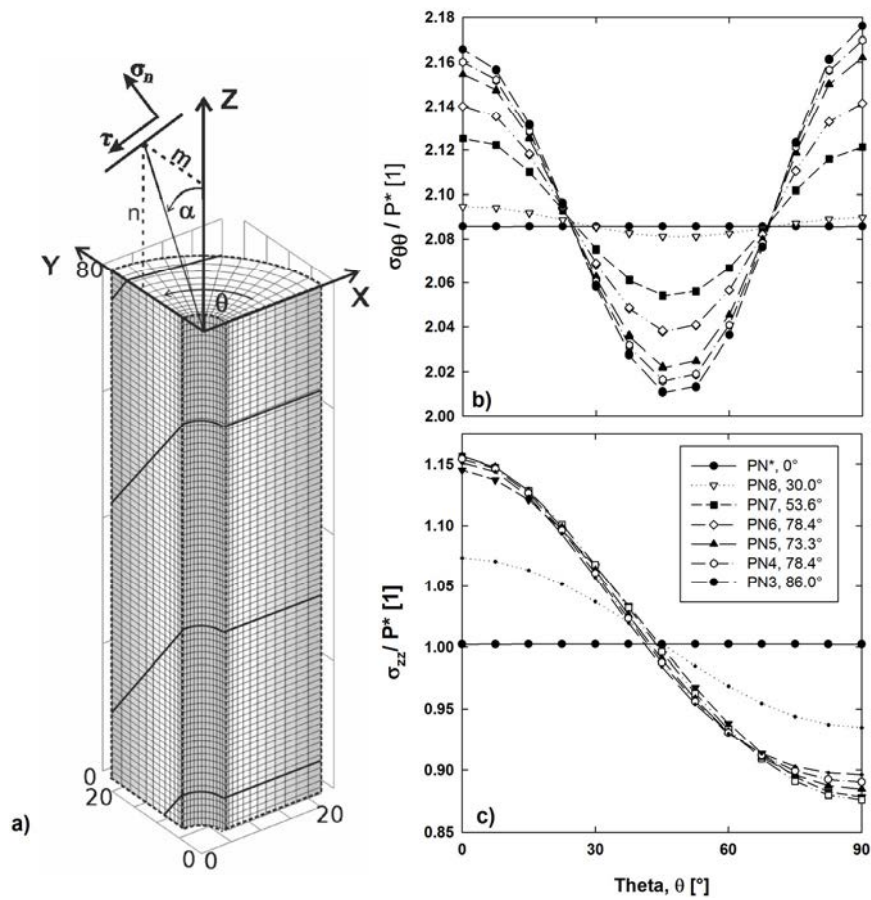 a)
σn
τ
Z
m
n
α
Y
80
θ
X
0
20
0
0
20
b)
σθθ / P* [1]
2.18
2.16
2.14
2.12
2.10
2.08
2.06
2.04
2.02
2.00
c)
σzz / P* [1]
1.15
1.10
1.05
1.00
0.95
0.90
0.85
PN*, 0°
PN8, 30.0°
PN7, 53.6°
PN6, 78.4°
PN5, 73.3°
PN4, 78.4°
PN3, 86.0°
0
30
60
90
Theta, θ [°]